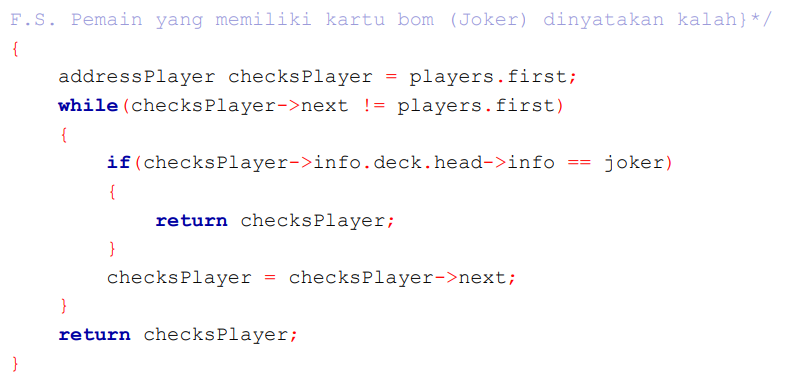 F.S. Pemain yang memiliki kartu bom (Joker) dinyatakan kalah}*/
{
    addressPlayer checksPlayer = players.first;
    while(checksPlayer->next != players.first)
    {
        if(checksPlayer->info.deck.head->info == joker)
        {
            return checksPlayer;
        }
        checksPlayer = checksPlayer->next;
    }
    return checksPlayer;
}